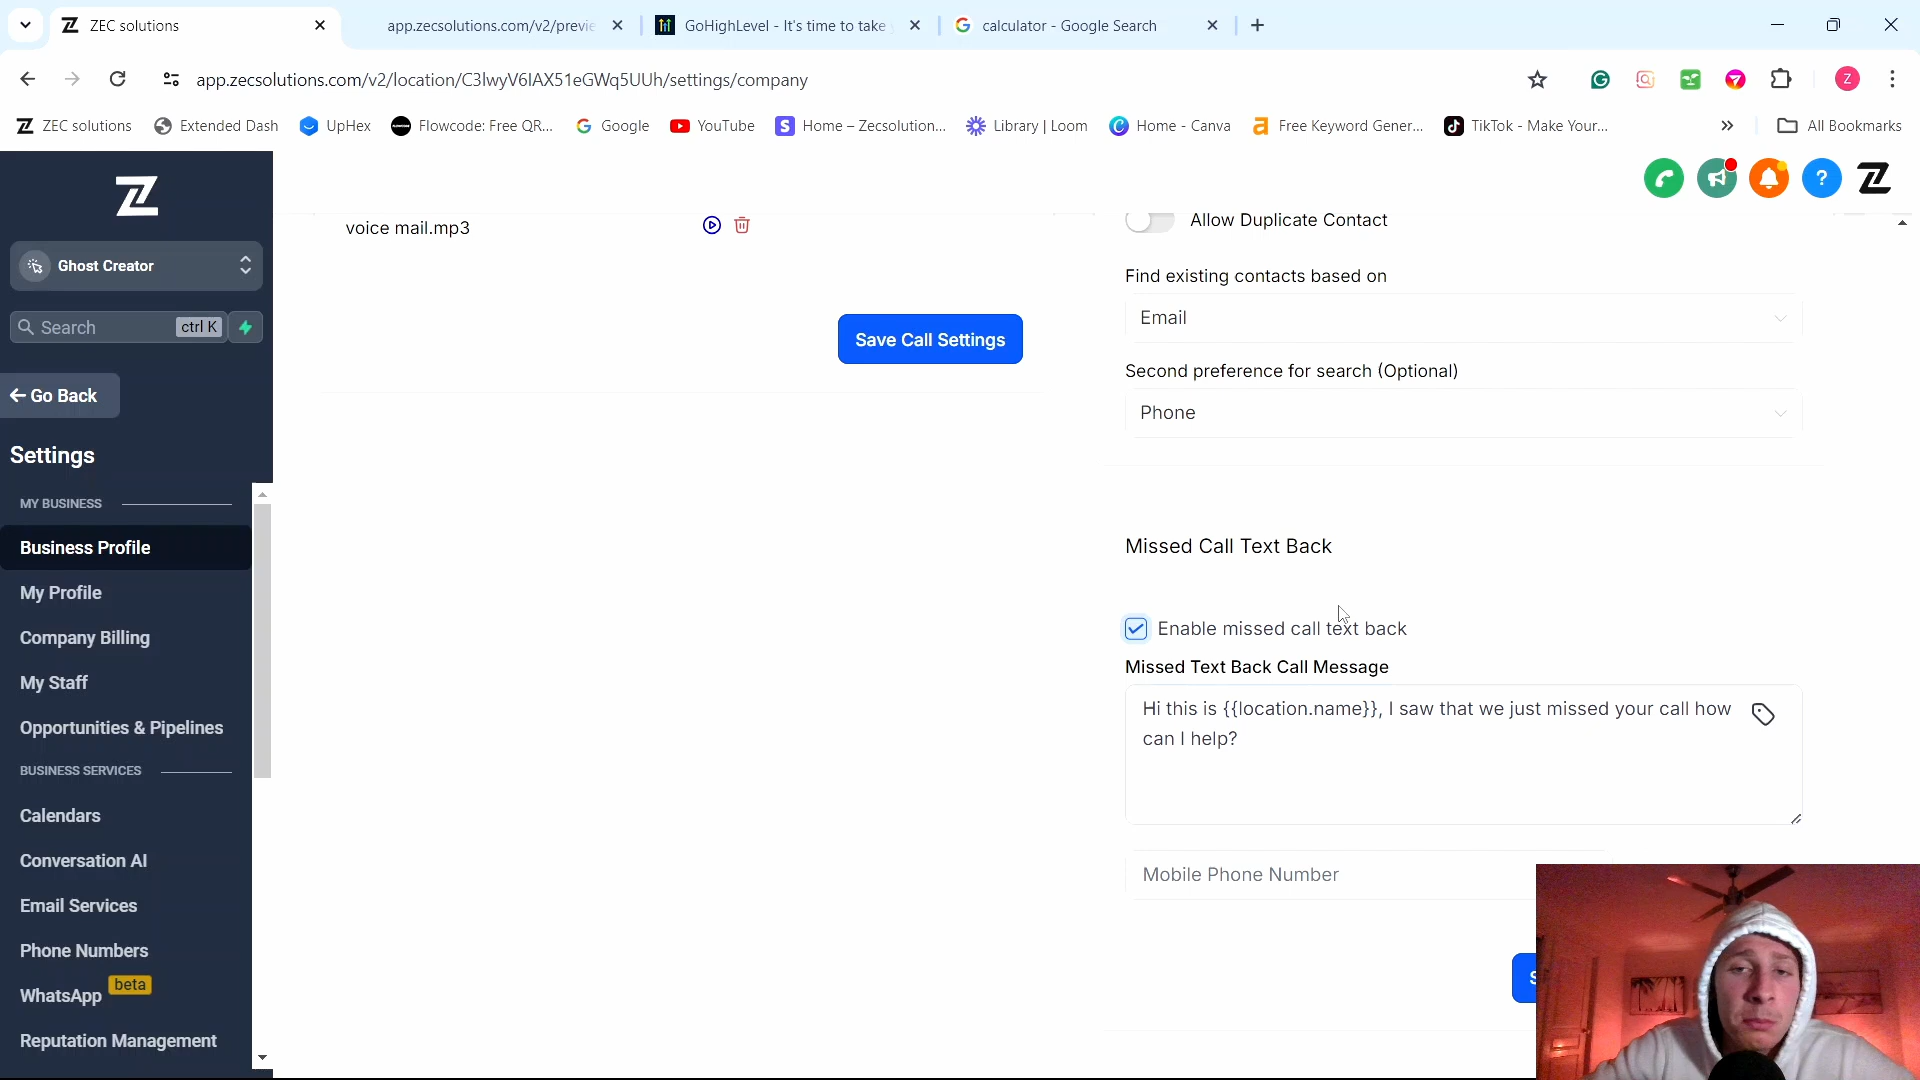 ZEC solutions
app.zecsolutions.com/v2/previe
GoHighLevel - It's time to take
calculator - Google Search
app.zecsolutions.com/v2/location/C3lwyV6IAX51eGWq5UUh/settings/company
Z
ZEC solutions
Extended Dash
UpHex
Flowcode: Free QR...
Google
YouTube
Home – Zecsolution...
Library | Loom
Home - Canva
Free Keyword Gener...
TikTok - Make Your...
All Bookmarks
Ghost Creator
Search
ctrl K
Go Back
Settings
MY BUSINESS
Business Profile
My Profile
Company Billing
My Staff
Opportunities & Pipelines
BUSINESS SERVICES
Calendars
Conversation AI
Email Services
Phone Numbers
WhatsApp beta
Reputation Management
voice mail.mp3
Save Call Settings
Allow Duplicate Contact
Find existing contacts based on
Email
Second preference for search (Optional)
Phone
Missed Call Text Back
Enable missed call text back
Missed Text Back Call Message
Hi this is {{location.name}}, I saw that we just missed your call how
can I help?
Mobile Phone Number